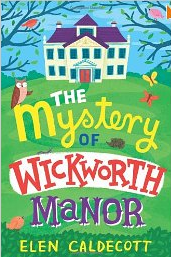 THE
Mystery
OF
WICKWORTH
MANOR
ELEN CALDECOTT